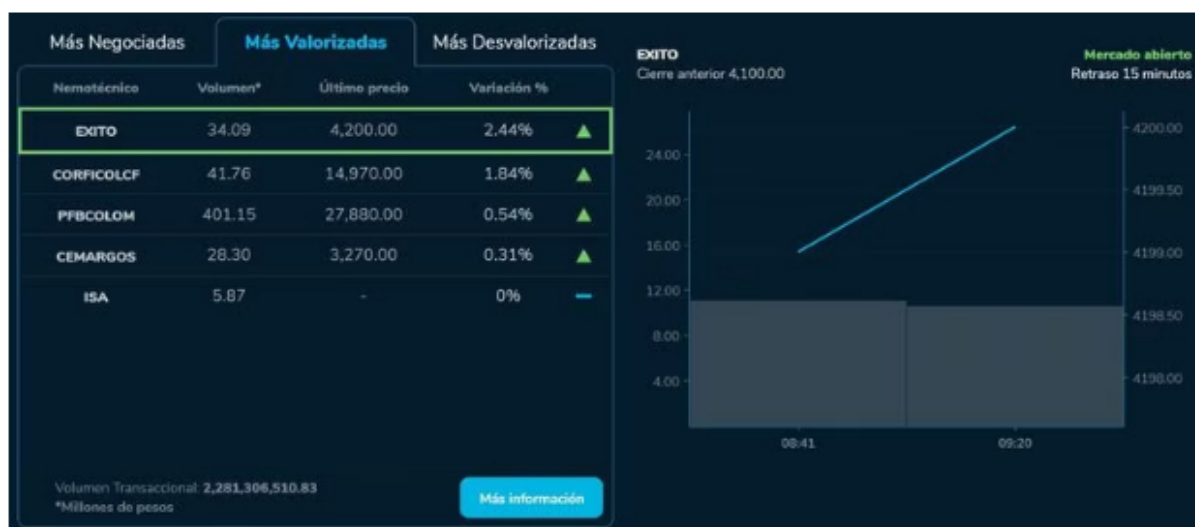 Más Negociadas Más Valorizadas Más Desvalorizadas
Nemotécnico Volumen* Último precio Variación %
EXITO 34.09 4,200.00 2.44%
CORFICOLCF 41.76 14,970.00 1.84%
PFBCOLOM 401.15 27,880.00 0.54%
CEMARGOS 28.30 3,270.00 0.31%
ISA 5.87 - 0%
Volumen Transaccional: 2,281,306,510.83
*Millones de pesos
Más información
EXITO
Cierre anterior 4,100.00
Mercado abierto
Retraso 15 minutos
24.00
20.00
16.00
12.00
8.00
4.00
4200.00
4199.50
4199.00
4198.50
4198.00
08:41 09:20